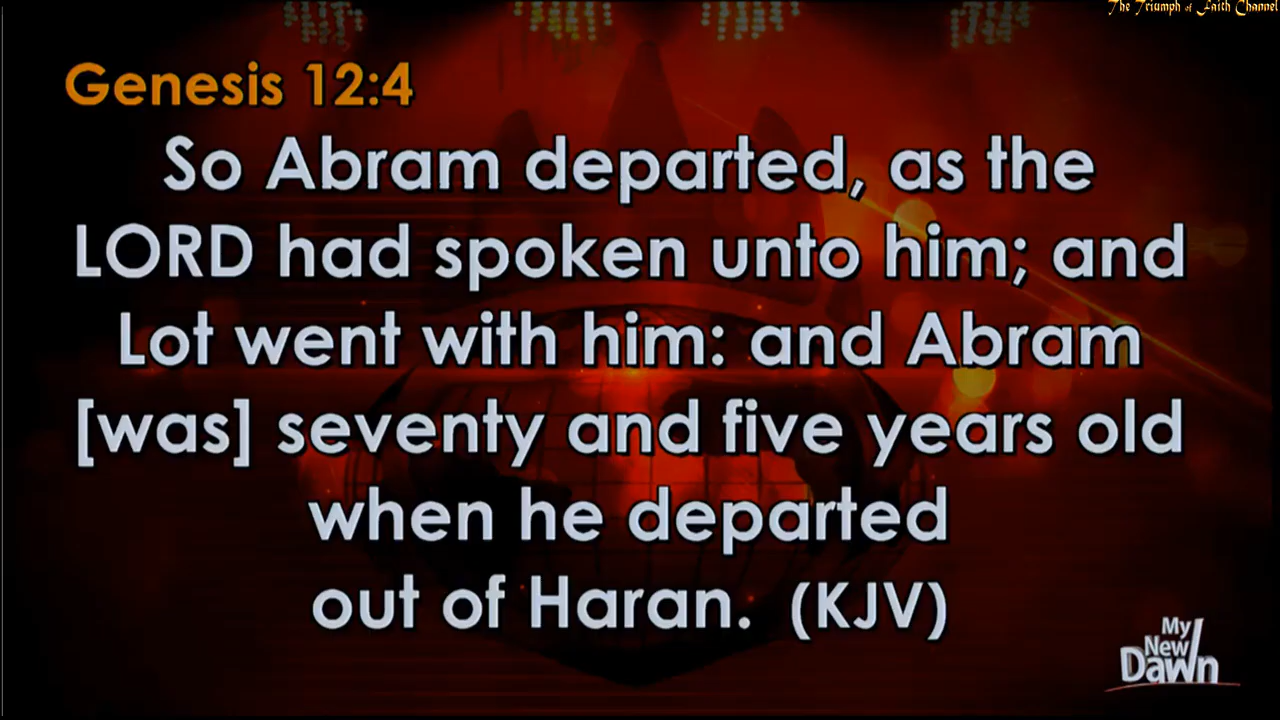 The Triumph of Faith Channel
Genesis 12:4
So Abram departed, as the
LORD had spoken unto him; and
Lot went with him: and Abram
[was] seventy and five years old
when he departed
out of Haran. (KJV)
My
New
Dawn